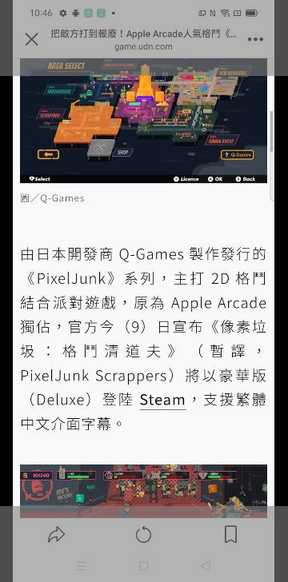 10:46
把敵方打到報廢！Apple Arcade人氣格鬥《...
game.udn.com
AREA SELECT
SHOP
Q-Games
Select
License
OK
Back
圖／Q-Games
由日本開發商 Q-Games 製作發行的
《PixelJunk》系列，主打 2D 格鬥
結合派對遊戲，原為 Apple Arcade
獨佔，官方今（9）日宣布《像素垃
圾：格鬥清道夫》（暫譯，
PixelJunk Scrappers）將以豪華版
（Deluxe）登陸 Steam，支援繁體
中文介面字幕。